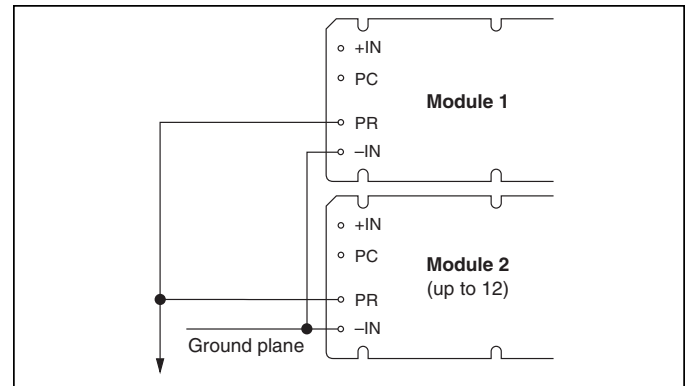 +IN
PC
Module 1
PR
–IN
+IN
PC
Module 2
(up to 12)
PR
–IN
Ground plane